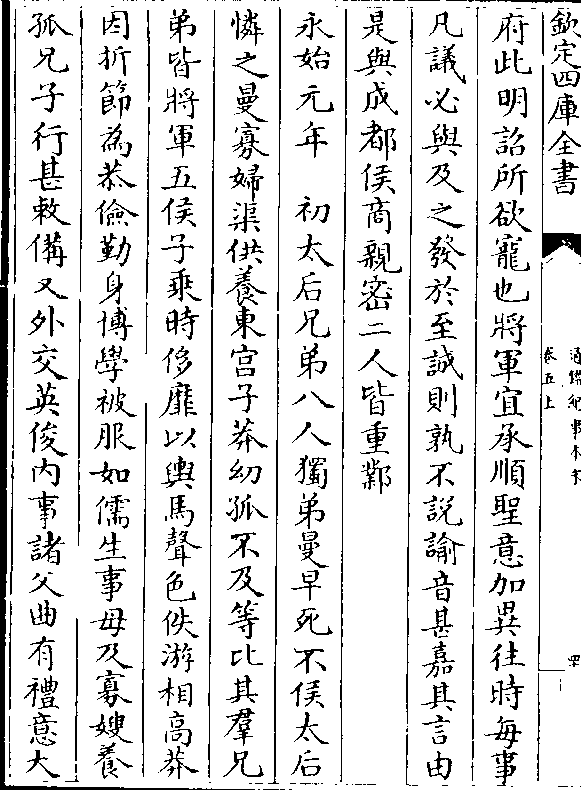 欽定四庫全書
通鑑紀事本末
卷五上
府此明詔所欲寵也將軍宜承順聖意加異往時每事
凡議必與及之發於至誠則孰不説諭音甚嘉其言由
是與成都侯商親密二人皆重鄴
永始元年　初太后兄弟八人獨弟曼早死不侯太后
憐之曼寡婦渠供養東宮子莽幼孤不及等比其羣兄
弟皆將軍五侯子乘時侈靡以輿馬聲色佚游相高莽
因折節為恭儉勤身博學被服如儒生事母及寡嫂養
孤兄子行甚敕備又外交英俊内事諸父曲有禮意大